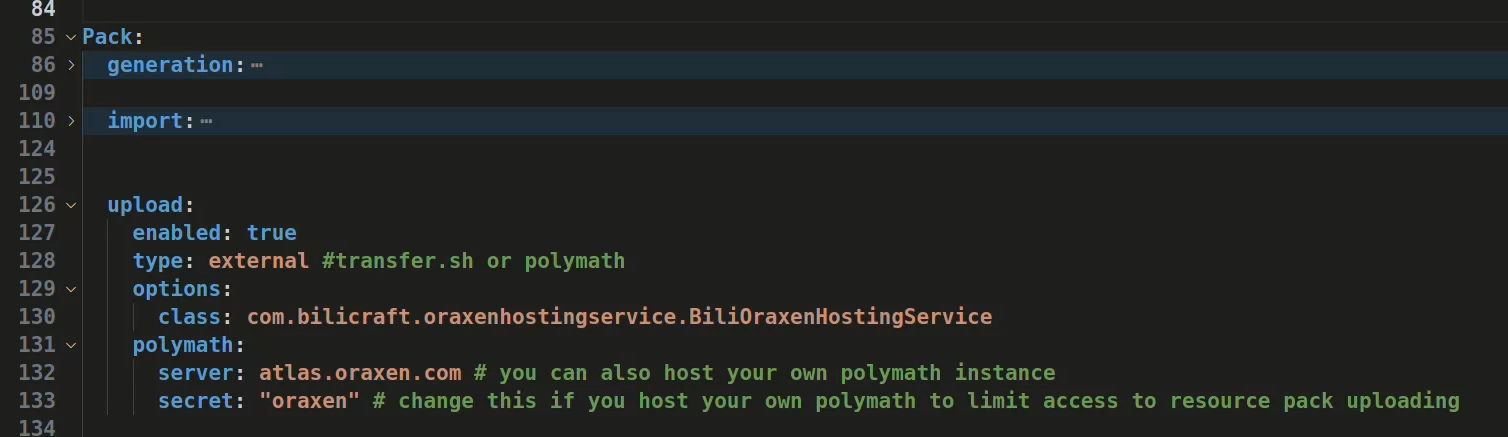 84
85 Pack:
86 generation: ⋯
109
110 import: ⋯
124
125
126 upload:
127 enabled: true
128 type: external #transfer.sh or polymath
129 options:
130 class: com.bilicraft.oraxenhostingservice.BiliOraxenHostingService
131 polymath:
132 server: atlas.oraxen.com # you can also host your own polymath instance
133 secret: "oraxen" # change this if you host your own polymath to limit access to resource pack uploading
134